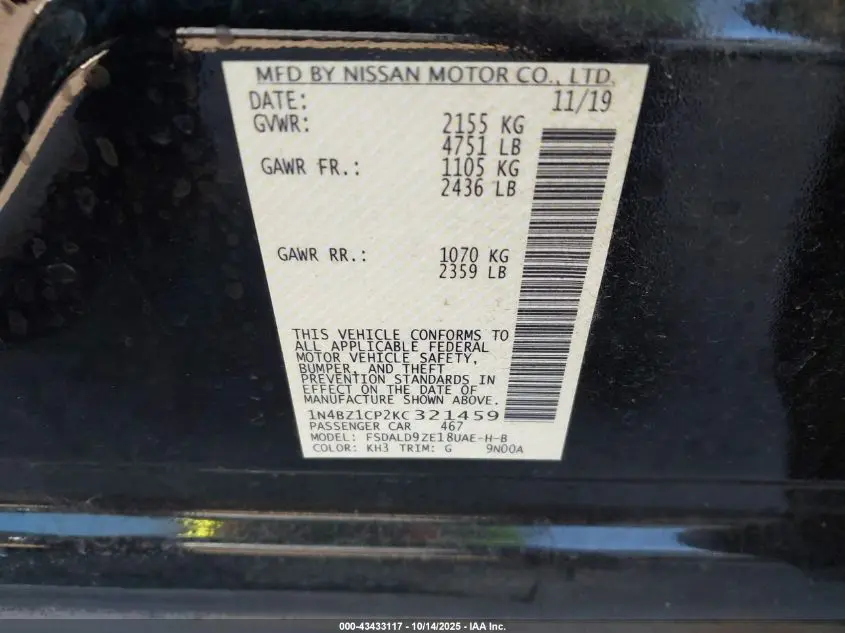 MFD BY NISSAN MOTOR CO., LTD.
DATE: 11/19
GVWR: 2155 KG
4751 LB
GAWR FR.: 1105 KG
2436 LB
GAWR RR.: 1070 KG
2359 LB
THIS VEHICLE CONFORMS TO
ALL APPLICABLE FEDERAL
MOTOR VEHICLE SAFETY,
BUMPER, AND THEFT
PREVENTION STANDARDS IN
EFFECT ON THE DATE OF
MANUFACTURE SHOWN ABOVE.
1N4BZ1CP2KC321459
PASSENGER CAR 467
MODEL: FSDALD9ZE18UAE-H-B
COLOR: KH3 TRIM: G 9N00A
000-43433117 - 10/14/2025 - IAA Inc.